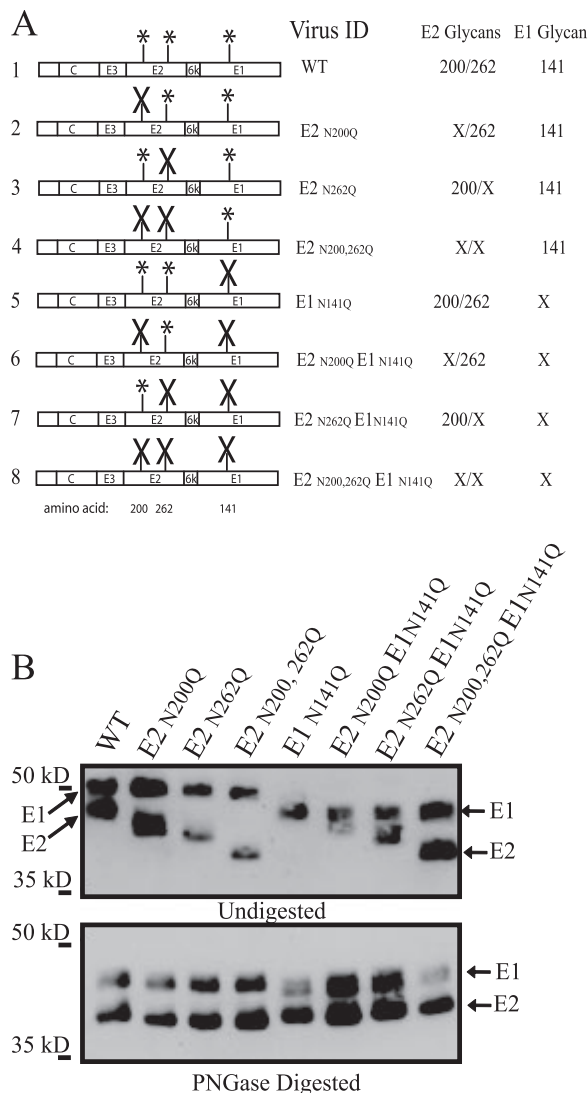 A
Virus ID E2 Glycans E1 Glycan
* * *
1 C E3 E2 6k E1 WT 200/262 141
X * *
2 C E3 E2 6k E1 E2 N200Q X/262 141
* X *
3 C E3 E2 6k E1 E2 N262Q 200/X 141
X X *
4 C E3 E2 6k E1 E2 N200,262Q X/X 141
* * X
5 C E3 E2 6k E1 E1 N141Q 200/262 X
X * X
6 C E3 E2 6k E1 E2 N200Q E1 N141Q X/262 X
* X X
7 C E3 E2 6k E1 E2 N262Q E1N141Q 200/X X
X X X
8 C E3 E2 6k E1 E2 N200,262Q E1 N141Q X/X X
amino acid: 200 262 141
B
WT
E2 N200Q
E2 N262Q
E2 N200, 262Q
E1 N141Q
E2 N200Q E1N141Q
E2 N262Q E1N141Q
E2 N200,262Q E1N141Q
50 kD
E1 E1
E2 E2
35 kD
Undigested
50 kD
E1
E2
35 kD
PNGase Digested